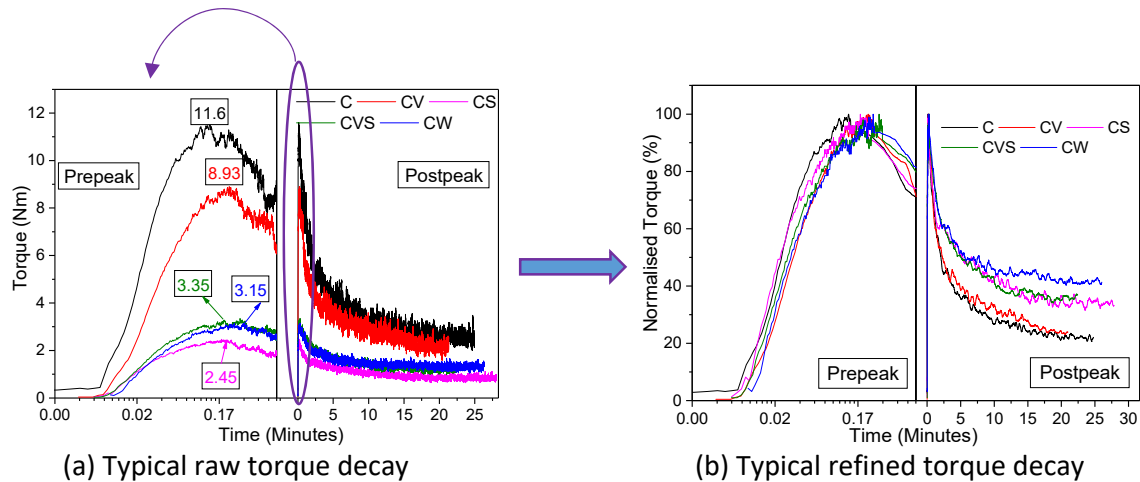 C CV CS
CVS CW
11.6
8.93
3.35
3.15
2.45
Prepeak
Postpeak
12
10
8
6
4
2
0
Torque (Nm)
0.00 0.02 0.17 0 5 10 15 20 25
Time (Minutes)
(a) Typical raw torque decay
C CV CS
CVS CW
Prepeak
Postpeak
100
80
60
40
20
0
Normalised Torque (%)
0.00 0.02 0.17 0 5 10 15 20 25 30
Time (Minutes)
(b) Typical refined torque decay